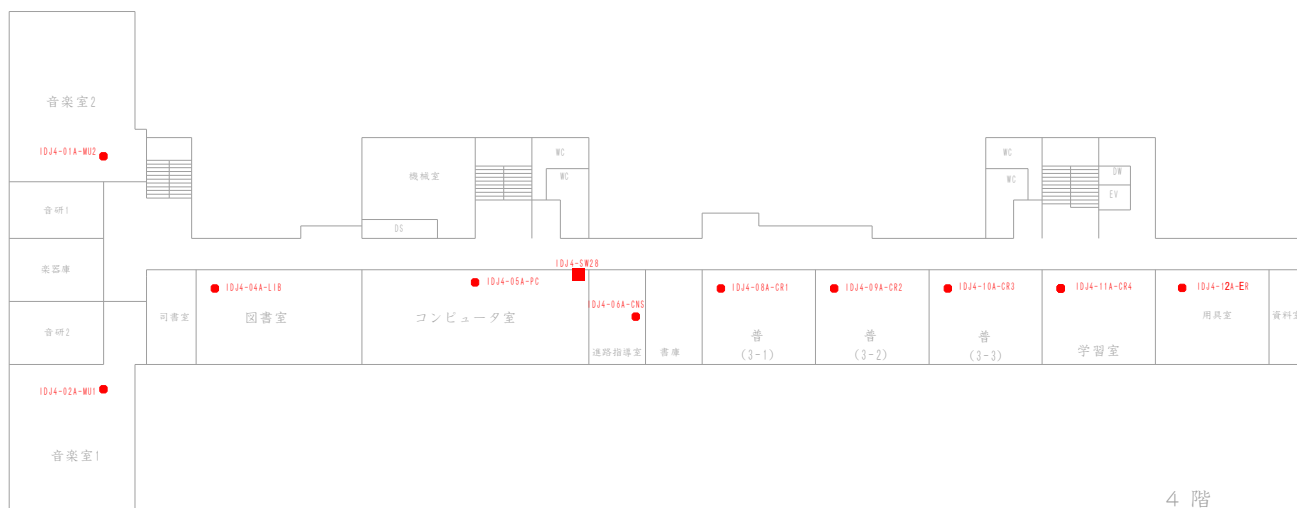 音楽室2
IDJ4-01A-MU2
WC
WC
DW
機械室
WC
WC
EV
音研1
DS
楽器庫
IDJ4-SW28
IDJ4-04A-LIB
IDJ4-05A-PC
IDJ4-06A-CNS
IDJ4-08A-CR1
IDJ4-09A-CR2
IDJ4-10A-CR3
IDJ4-11A-CR4
IDJ4-12A-ER
司書室
図書室
コンピュータ室
用具室
資料室
音研2
進路指導室
書庫
普
(3-1)
普
(3-2)
普
(3-3)
学習室
IDJ4-02A-MU1
音楽室1
4 階